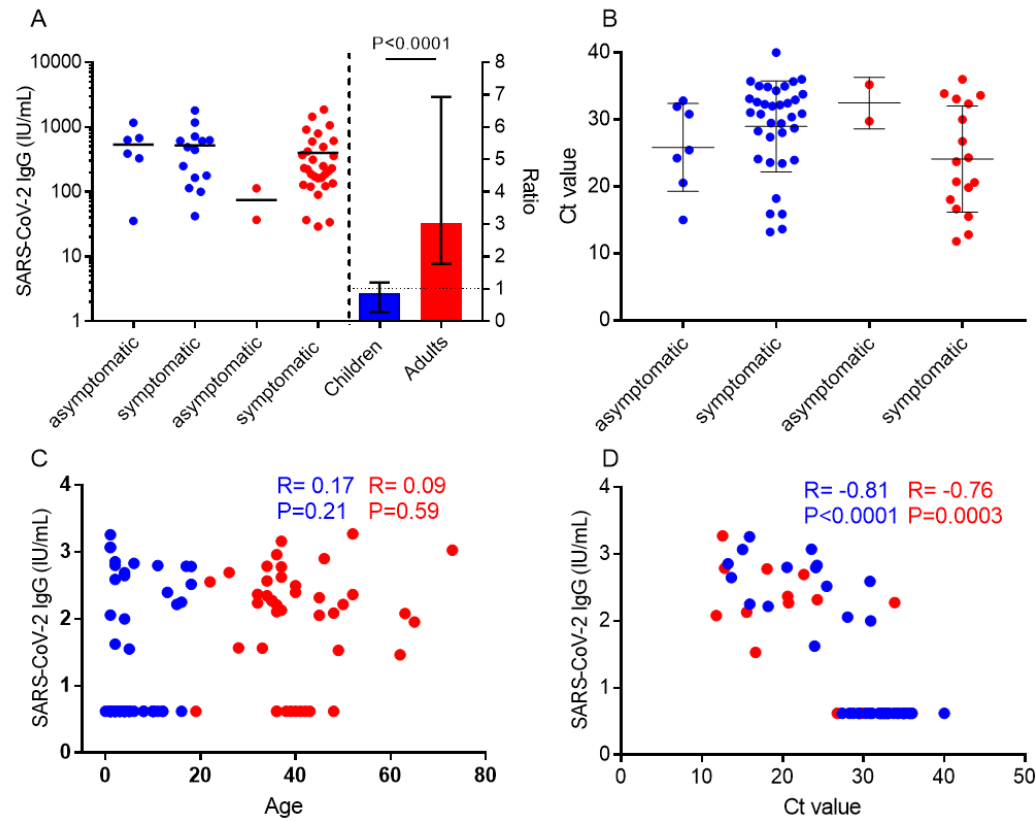 A
P<0.0001
SARS-CoV-2 IgG (IU/mL)
10000
1000
100
10
1
8
7
6
5
4
3
2
1
0
Ratio
asymptomatic
symptomatic
asymptomatic
symptomatic
Children
Adults
B
Ct value
40
30
20
10
0
asymptomatic
symptomatic
asymptomatic
symptomatic
C
R= 0.17 R= 0.09
P=0.21 P=0.59
SARS-CoV-2 IgG (IU/mL)
4
3
2
1
0
0 20 40 60 80
Age
D
R= -0.81 R= -0.76
P<0.0001 P=0.0003
SARS-CoV-2 IgG (IU/mL)
4
3
2
1
0
0 10 20 30 40 50
Ct value